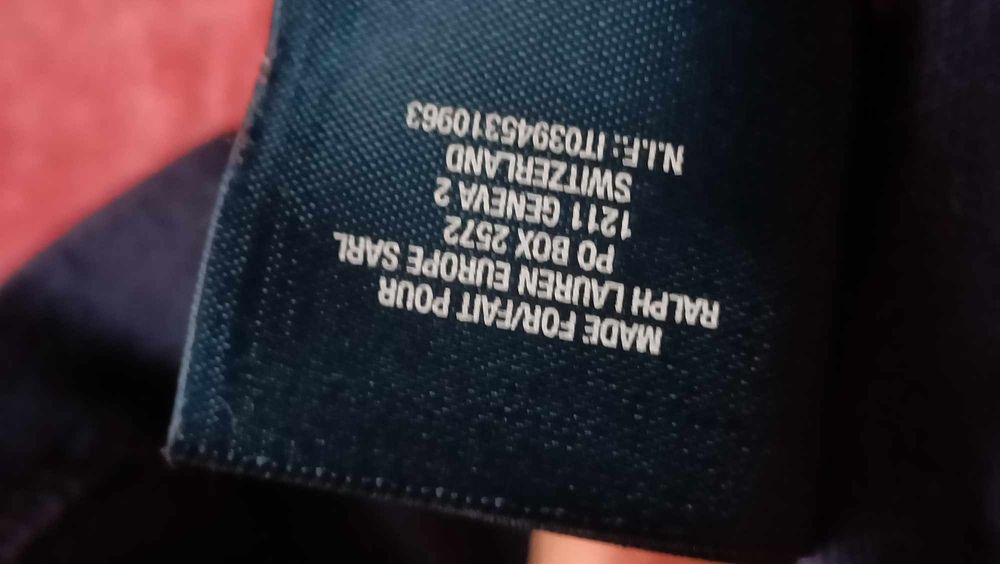 MADE FOR/FAIT POUR
RALPH LAUREN EUROPE SARL
PO BOX 2572
1211 GENEVA 2
SWITZERLAND
N.I.F.: IT03945310963